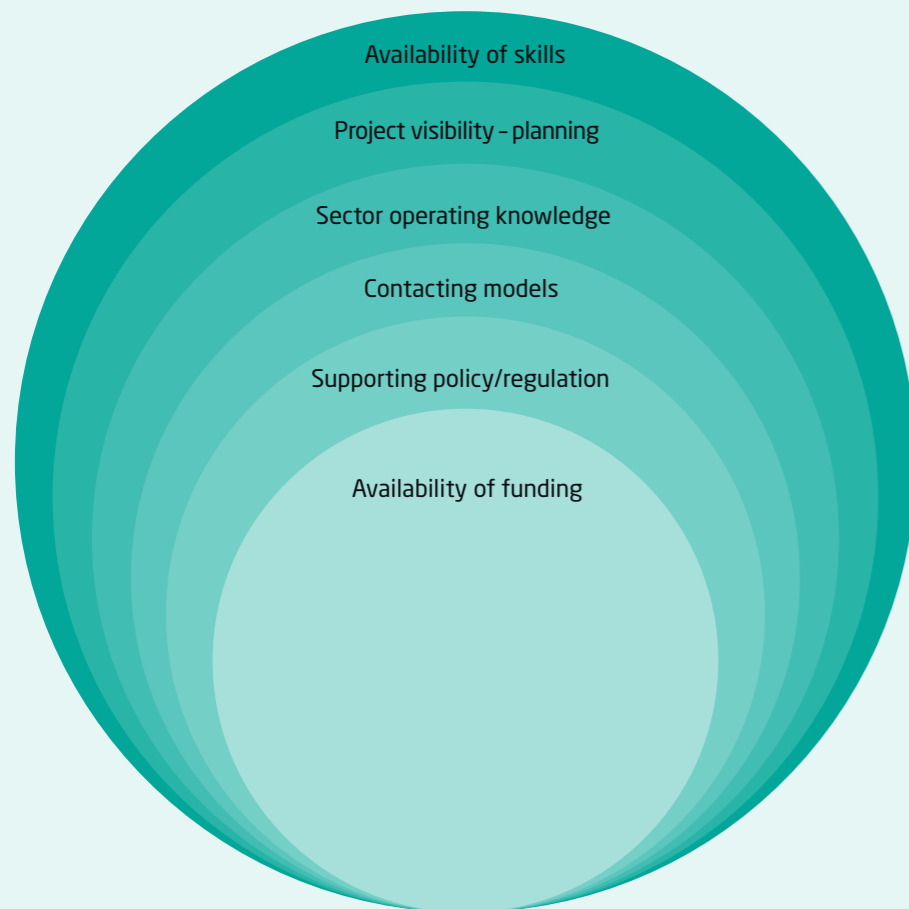 Availability of skills
Project visibility – planning
Sector operating knowledge
Contacting models
Supporting policy/regulation
Availability of funding